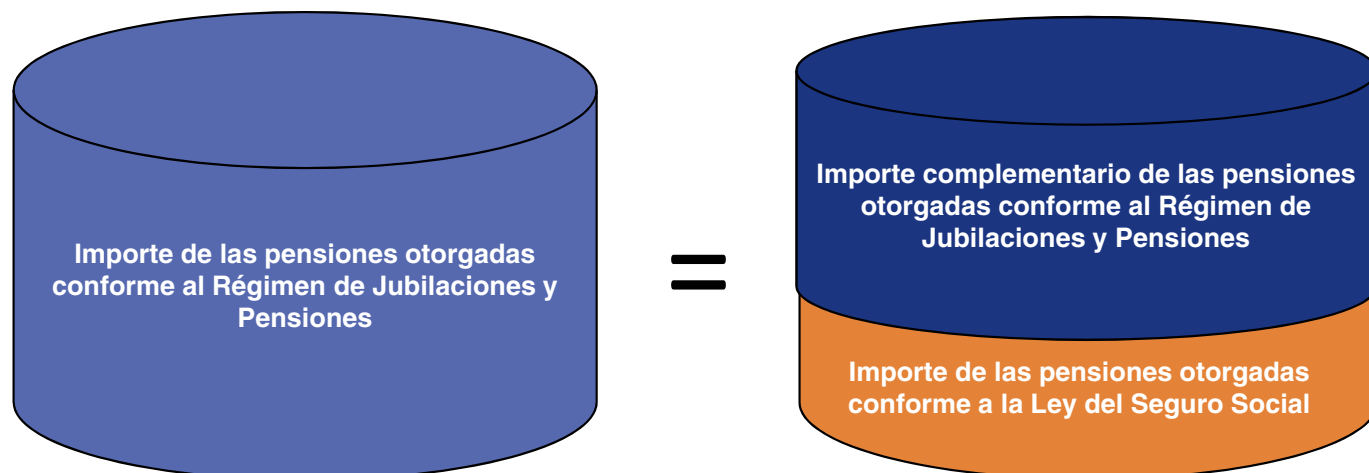 Importe de las pensiones otorgadas
conforme al Régimen de Jubilaciones y
Pensiones
=
Importe complementario de las pensiones
otorgadas conforme al Régimen de
Jubilaciones y Pensiones
Importe de las pensiones otorgadas
conforme a la Ley del Seguro Social